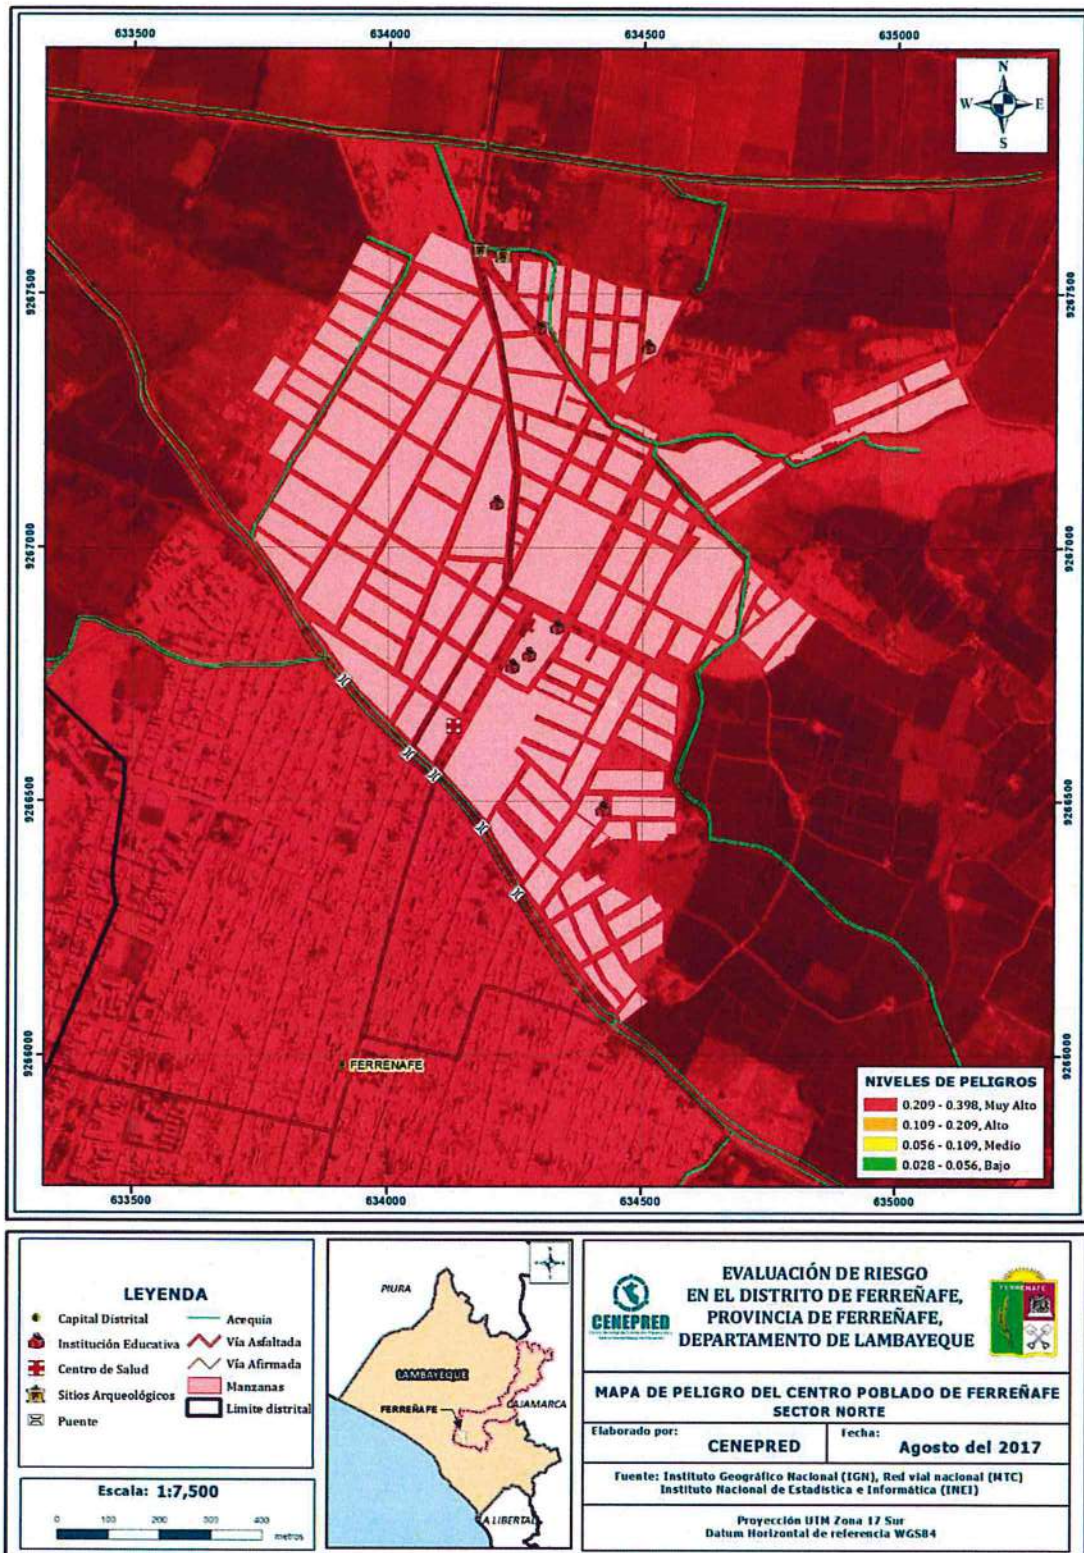 633500
634000
634500
635000
N
W
E
S
9267500
9267500
9267000
9267000
9266500
9266500
9266000
9266000
FERREÑAFE
NIVELES DE PELIGROS
0.209 - 0.398, Muy Alto
0.109 - 0.209, Alto
0.056 - 0.109, Medio
0.028 - 0.056, Bajo
633500
634000
634500
635000
LEYENDA
Capital Distrital
Institución Educativa
Centro de Salud
Sitios Arqueológicos
Puente
Acequia
Vía Asfaltada
Vía Afirmada
Manzanas
Limite distrital
Escala: 1:7,500
0 100 200 300 400
metros
PIURA
LAMBAYEQUE
FERREÑAFE
CAJAMARCA
LA LIBERTAD
CENEPRED
EVALUACIÓN DE RIESGO
EN EL DISTRITO DE FERREÑAFE,
PROVINCIA DE FERREÑAFE,
DEPARTAMENTO DE LAMBAYEQUE
FERREÑAFE
MAPA DE PELIGRO DEL CENTRO POBLADO DE FERREÑAFE
SECTOR NORTE
Elaborado por:
CENEPRED
Fecha:
Agosto del 2017
Fuente: Instituto Geográfico Nacional (IGN), Red vial nacional (MTC)
Instituto Nacional de Estadística e Informática (INEI)
Proyección UTM Zona 17 Sur
Datum Horizontal de referencia WGS84